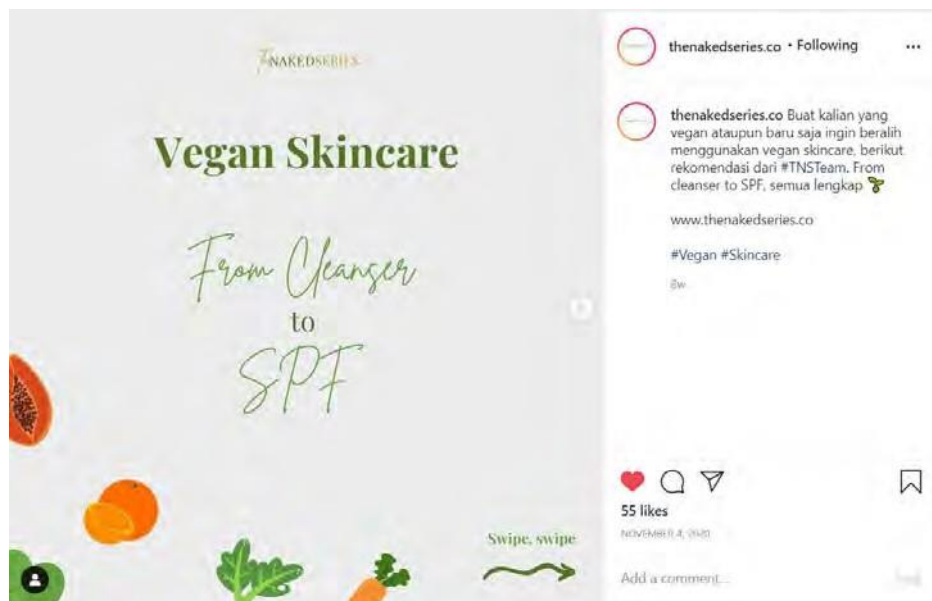 THE NAKEDSERIES
Vegan Skincare
From Cleanser
to
SPF
Swipe, swipe
thenakedseries.co • Following
thenakedseries.co Buat kalian yang
vegan ataupun baru saja ingin beralih
menggunakan vegan skincare, berikut
rekomendasi dari #TNSTeam. From
cleanser to SPF, semua lengkap
www.thenakedseries.co
#Vegan #Skincare
8w
55 likes
NOVEMBER 4, 2020
Add a comment...